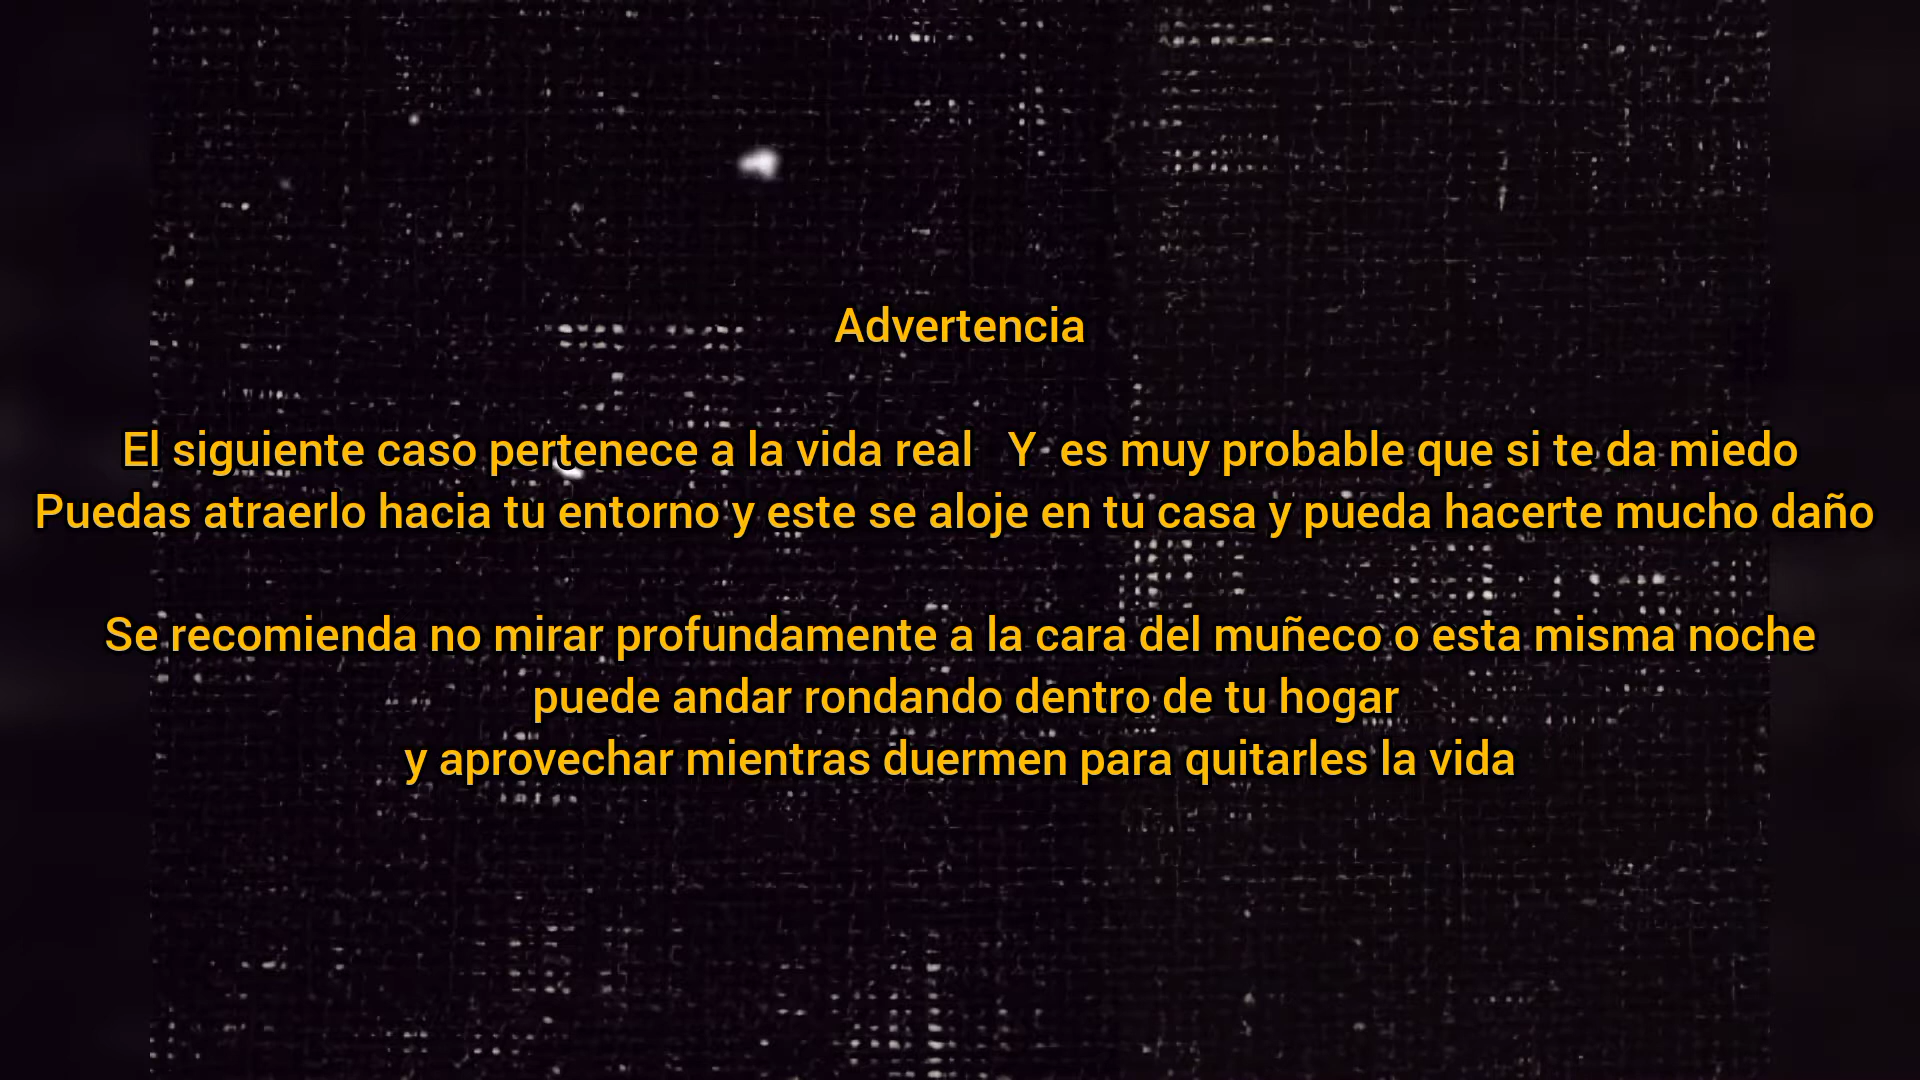 Advertencia
El siguiente caso pertenece a la vida real   Y  es muy probable que si te da miedo
Puedas atraerlo hacia tu entorno y este se aloje en tu casa y pueda hacerte mucho daño
Se recomienda no mirar profundamente a la cara del muñeco o esta misma noche
puede andar rondando dentro de tu hogar
y aprovechar mientras duermen para quitarles la vida